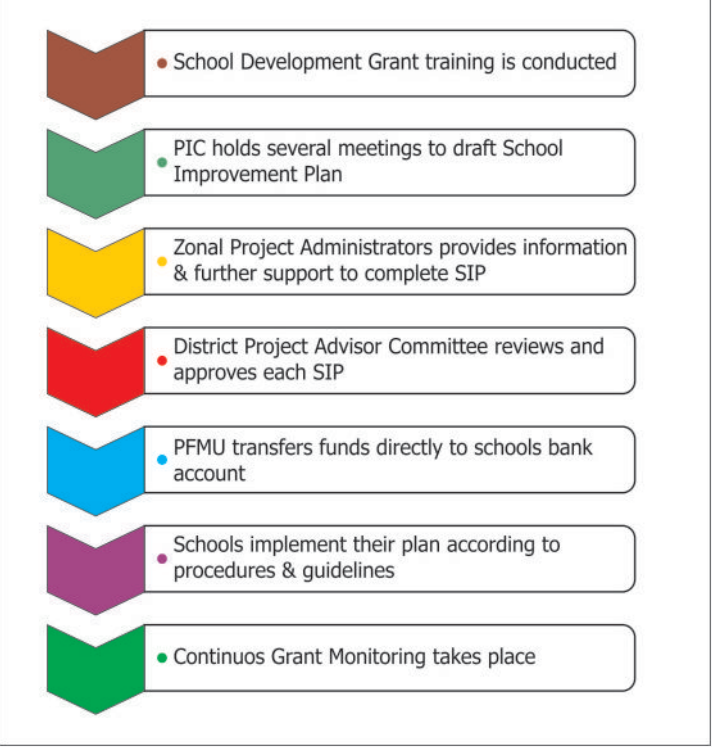 • School Development Grant training is conducted
• PIC holds several meetings to draft School
Improvement Plan
• Zonal Project Administrators provides information
& further support to complete SIP
• District Project Advisor Committee reviews and
approves each SIP
• PFMU transfers funds directly to schools bank
account
• Schools implement their plan according to
procedures & guidelines
• Continuos Grant Monitoring takes place